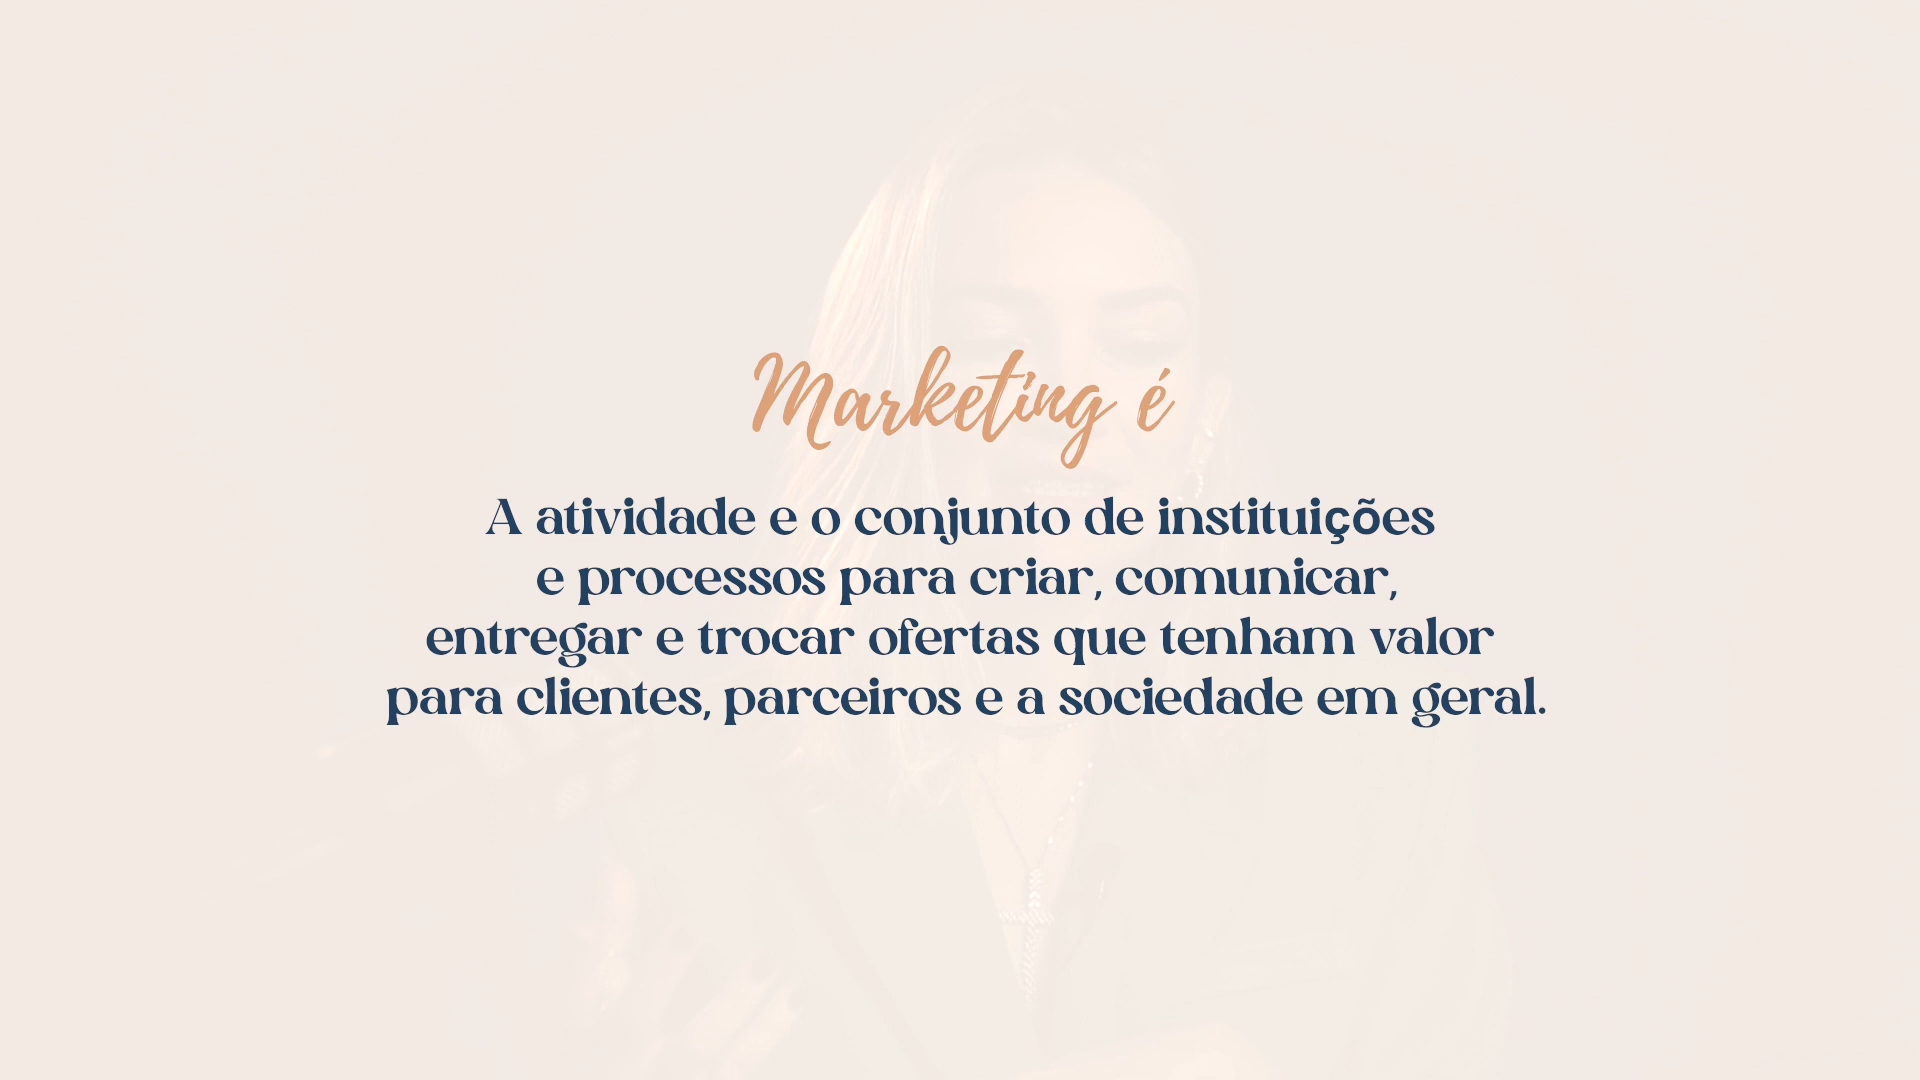 Marketing é
A atividade e o conjunto de instituições
e processos para criar, comunicar,
entregar e trocar ofertas que tenham valor
para clientes, parceiros e a sociedade em geral.